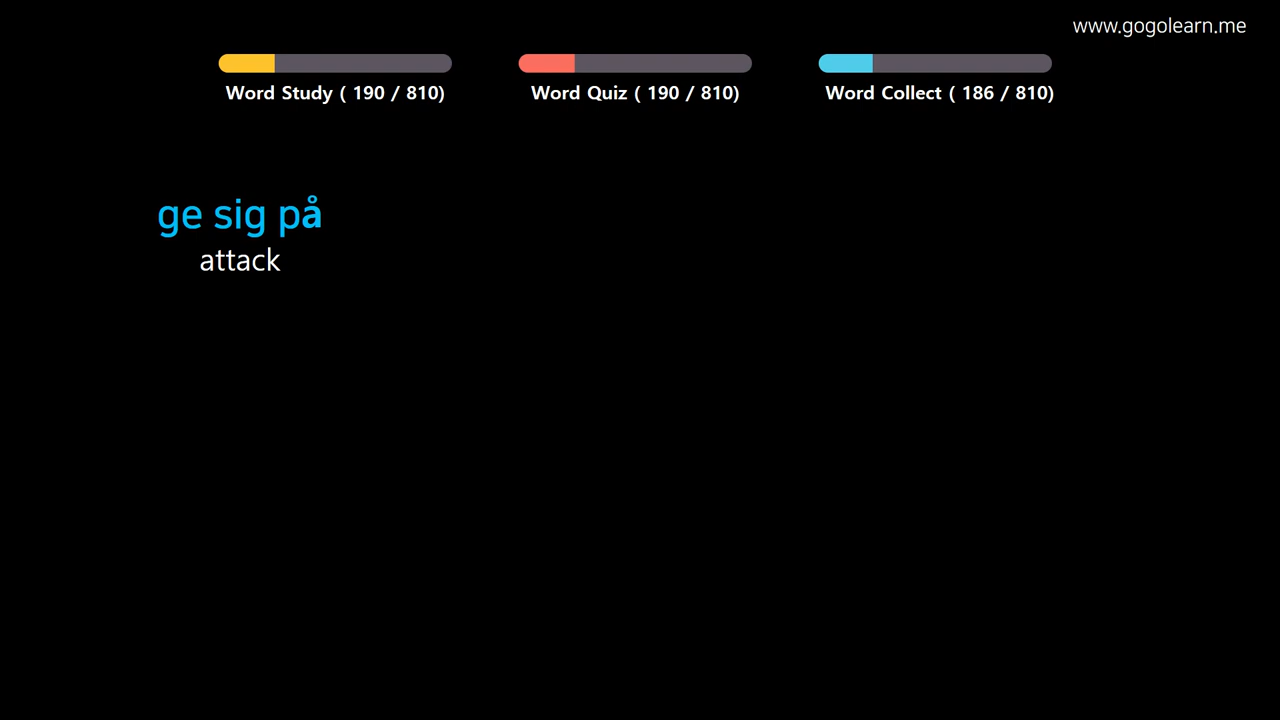 www.gogolearn.me
Word Study ( 190 / 810)
Word Quiz ( 190 / 810)
Word Collect ( 186 / 810)
ge sig på
attack